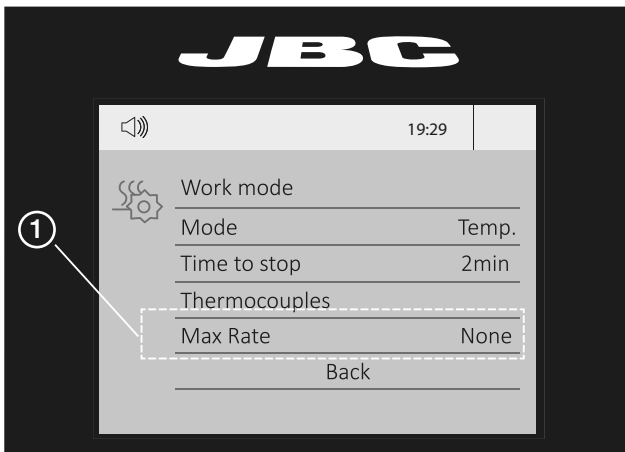 JBC
19:29
Work mode
Mode Temp.
Time to stop 2min
Thermocouples
1
Max Rate None
Back